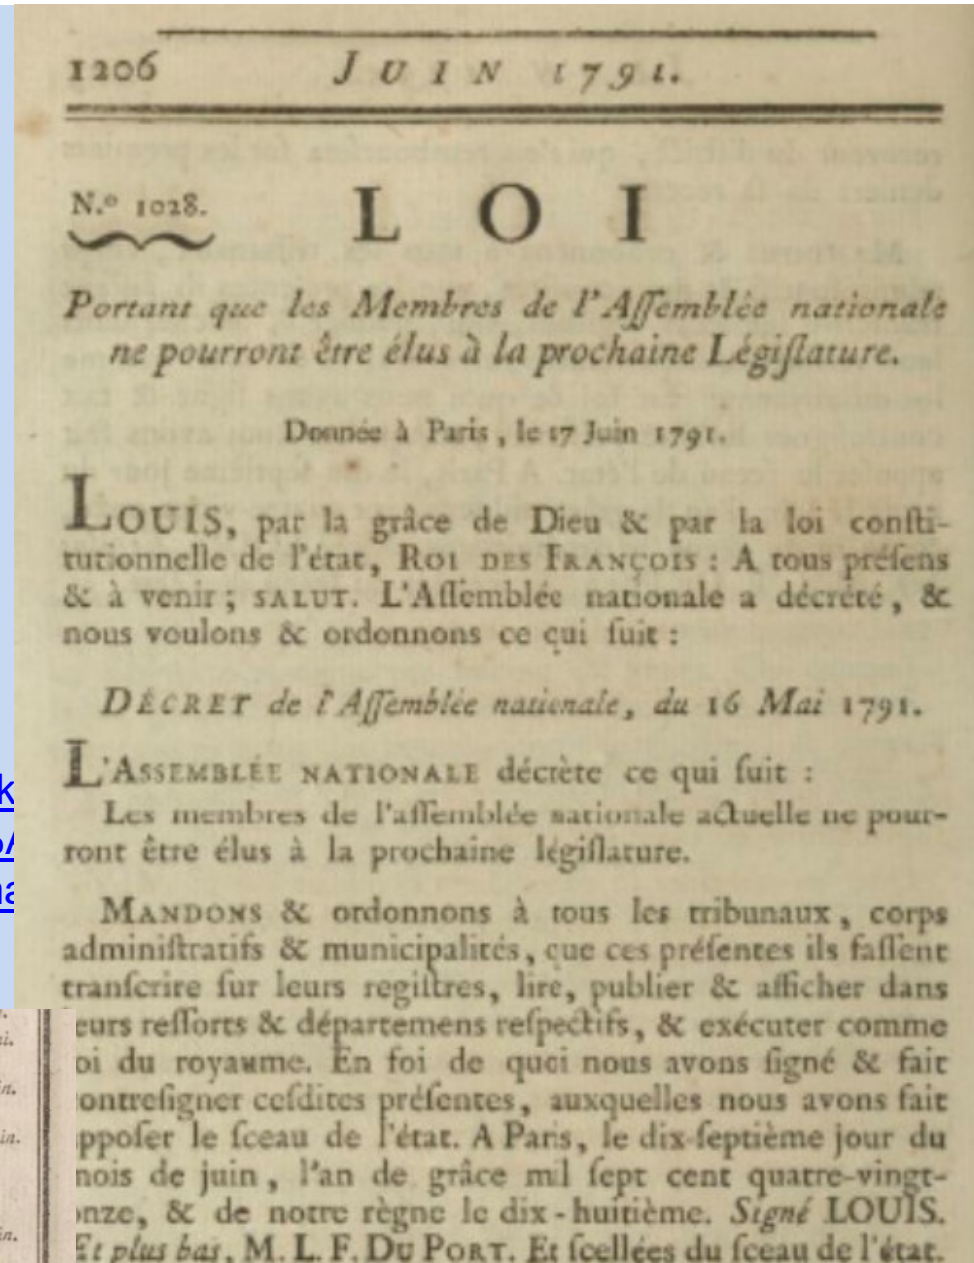 1206 JUIN 1791.
N.º 1028. LOI
Portant que les Membres de l'Aſſemblée nationale
ne pourront être élus à la prochaine Légiſlature.
Donnée à Paris, le 17 Juin 1791.
LOUIS, par la grâce de Dieu & par la loi conſti-
tutionnelle de l'état, ROI DES FRANÇOIS : A tous préſens
& à venir ; SALUT. L'Aſſemblée nationale a décrété, &
nous voulons & ordonnons ce qui ſuit :
DÉCRET de l'Aſſemblée nationale, du 16 Mai 1791.
L'ASSEMBLÉE NATIONALE décrète ce qui ſuit :
Les membres de l'aſſemblée nationale actuelle ne pour-
ront être élus à la prochaine légiſlature.
MANDONS & ordonnons à tous les tribunaux, corps
adminiſtratifs & municipalités, que ces préſentes ils faſſent
tranſcrire ſur leurs regiſtres, lire, publier & afficher dans
eurs reſſorts & départemens reſpectifs, & exécuter comme
oi du royaume. En foi de quoi nous avons ſigné & fait
ontreſigner ceſdites préſentes, auxquelles nous avons fait
ppoſer le ſceau de l'état. A Paris, le dix-ſeptième jour du
mois de juin, l'an de grâce mil ſept cent quatre-vingt-
onze, & de notre règne le dix-huitième. Signé LOUIS.
Et plus bas, M. L. F. DU PORT. Et ſcellées du ſceau de l'état.
k
na
ni.
in.
in.
in.